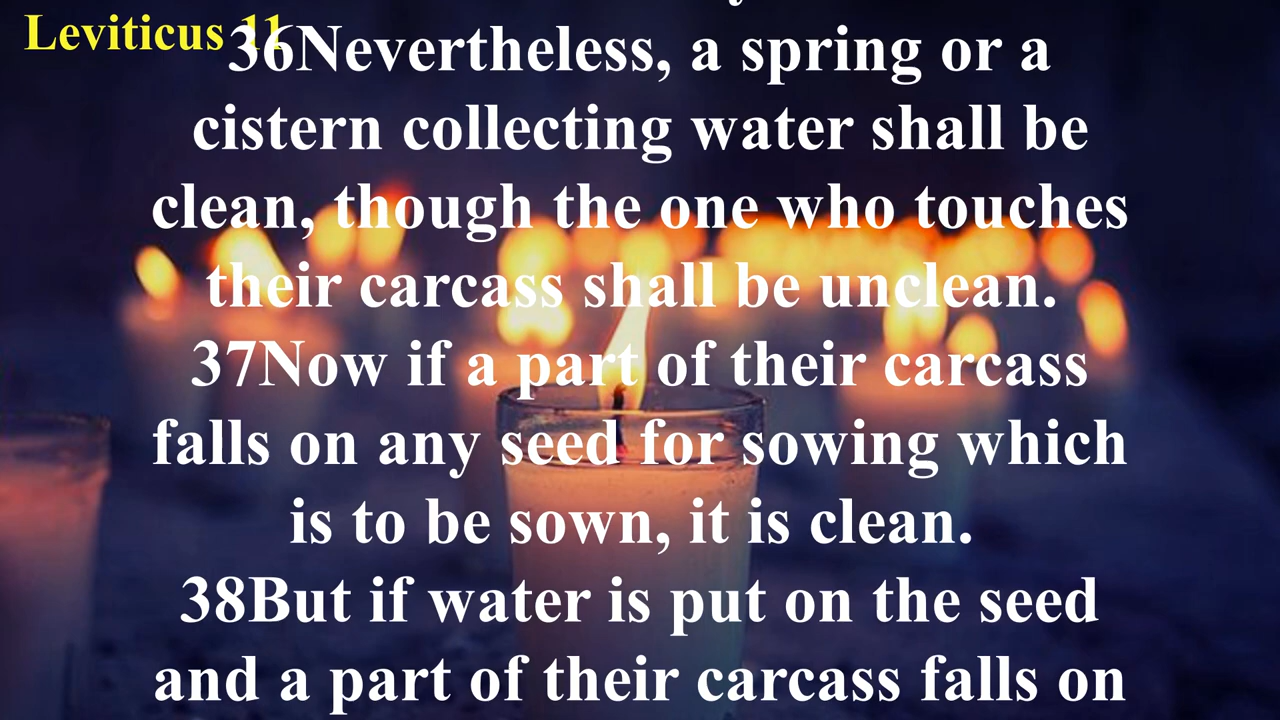 Leviticus 11
36Nevertheless, a spring or a
cistern collecting water shall be
clean, though the one who touches
their carcass shall be unclean.
37Now if a part of their carcass
falls on any seed for sowing which
is to be sown, it is clean.
38But if water is put on the seed
and a part of their carcass falls on